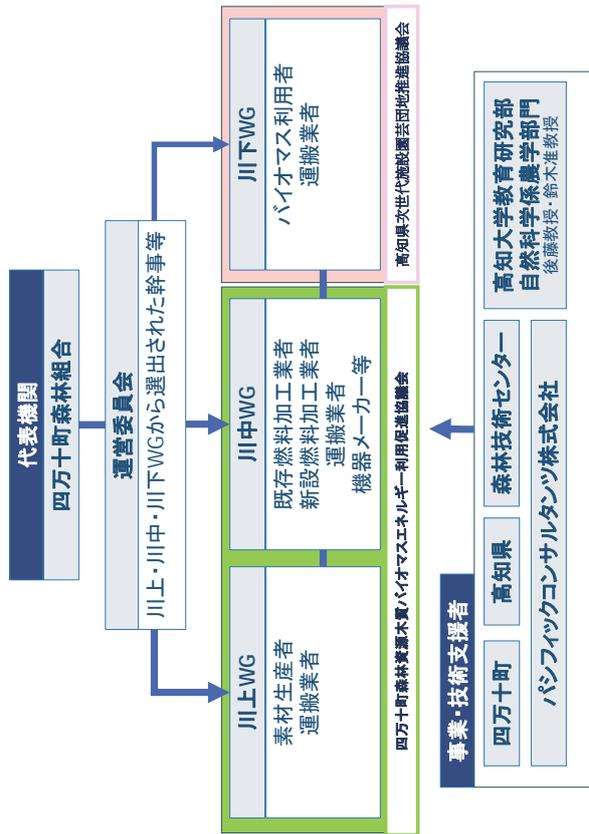 代表機関
四万十町森林組合
運営委員会
川上・川中・川下WGから選出された幹事等
川上WG
素材生産者
運搬業者
川中WG
既存燃料加工業者
新設燃料加工業者
運搬業者
機器メーカー等
川下WG
バイオマス利用者
運搬業者
四万十町森林資源木質バイオマスエネルギー利用促進協議会
高知県次世代施設園芸団地推進協議会
事業・技術支援者
四万十町
高知県
森林技術センター
パシフィックコンサルタンツ株式会社
高知大学教育研究部
自然科学係農学部門
後藤教授・鈴木准教授